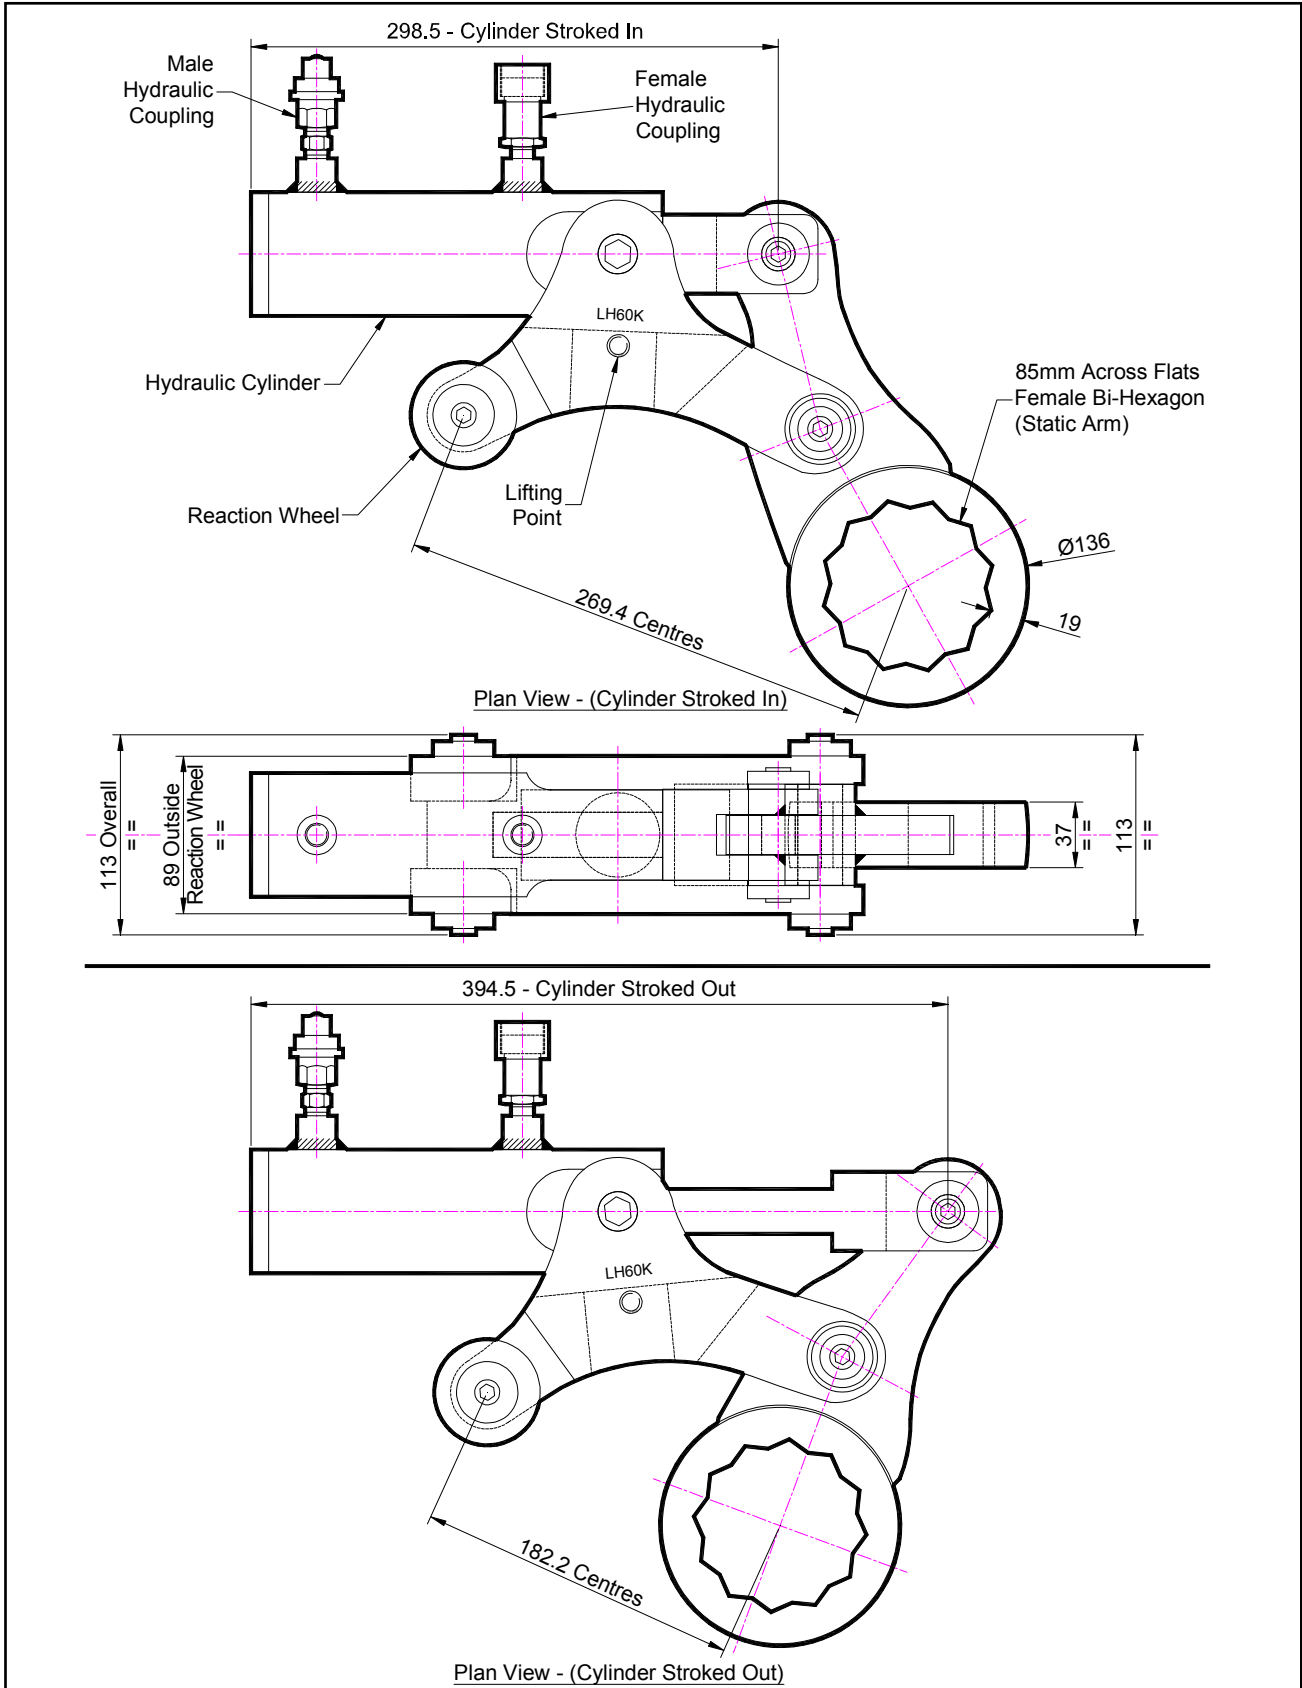 298.5 - Cylinder Stroked In
Male
Hydraulic
Coupling
Female
Hydraulic
Coupling
LH60K
Hydraulic Cylinder
85mm Across Flats
Female Bi-Hexagon
(Static Arm)
Reaction Wheel
Lifting
Point
Ø136
19
269.4 Centres
Plan View - (Cylinder Stroked In)
113 Overall
= =
89 Outside
Reaction Wheel
= =
37
= =
113
= =
394.5 - Cylinder Stroked Out
LH60K
182.2 Centres
Plan View - (Cylinder Stroked Out)